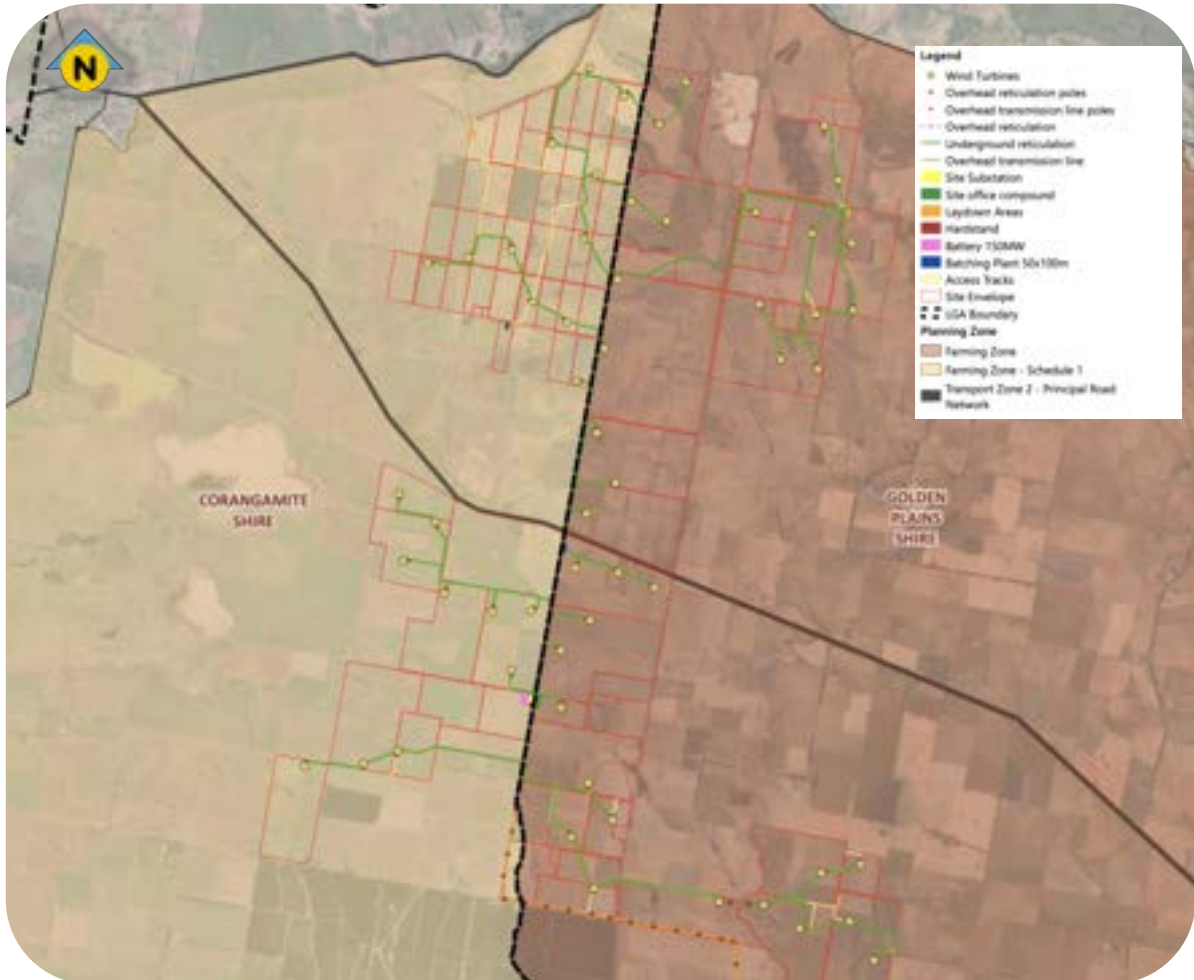 N
Legend
Wind Turbines
Overhead reticulation poles
Overhead transmission line poles
Overhead reticulation
Underground reticulation
Overhead transmission line
Site Substation
Site office compound
Laydown Areas
Hardstand
Battery 150MW
Batching Plant 50x100m
Access Tracks
Site Envelope
LGA Boundary
Planning Zone
Farming Zone
Farming Zone - Schedule 1
Transport Zone 2 - Principal Road
Network
CORANGAMITE
SHIRE
GOLDEN
PLAINS
SHIRE